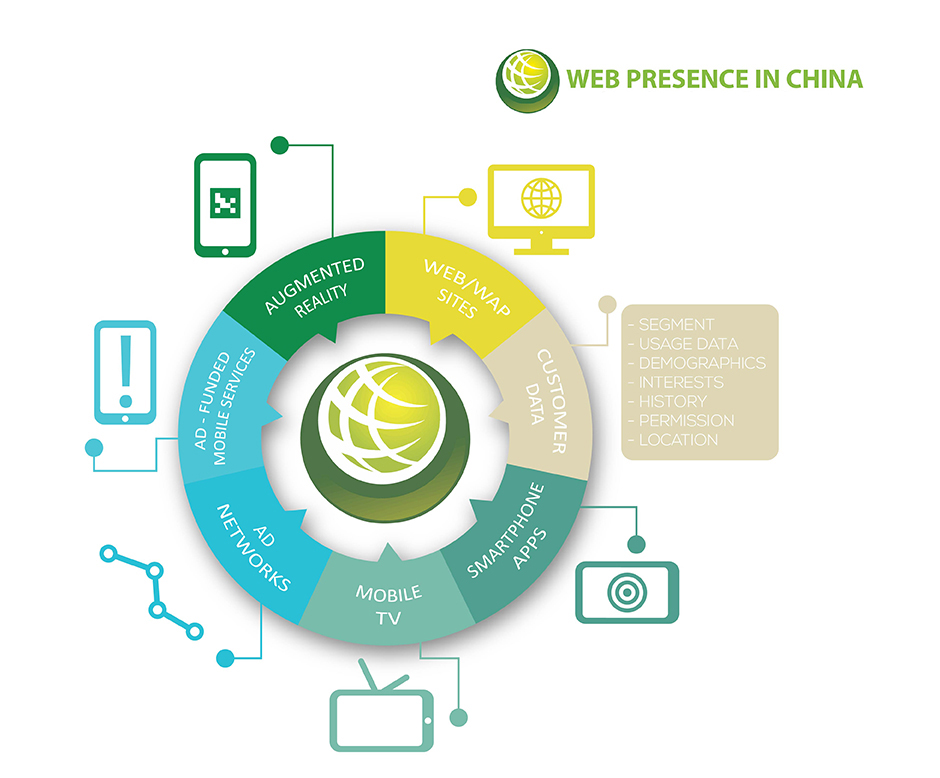 WEB PRESENCE IN CHINA
AUGMENTED
REALITY
WEB/WAP
SITES
CUSTOMER
DATA
- SEGMENT
- USAGE DATA
- DEMOGRAPHICS
- INTERESTS
- HISTORY
- PERMISSION
- LOCATION
SMARTPHONE
APPS
MOBILE
TV
AD
NETWORKS
AD - FUNDED
MOBILE SERVICES
!